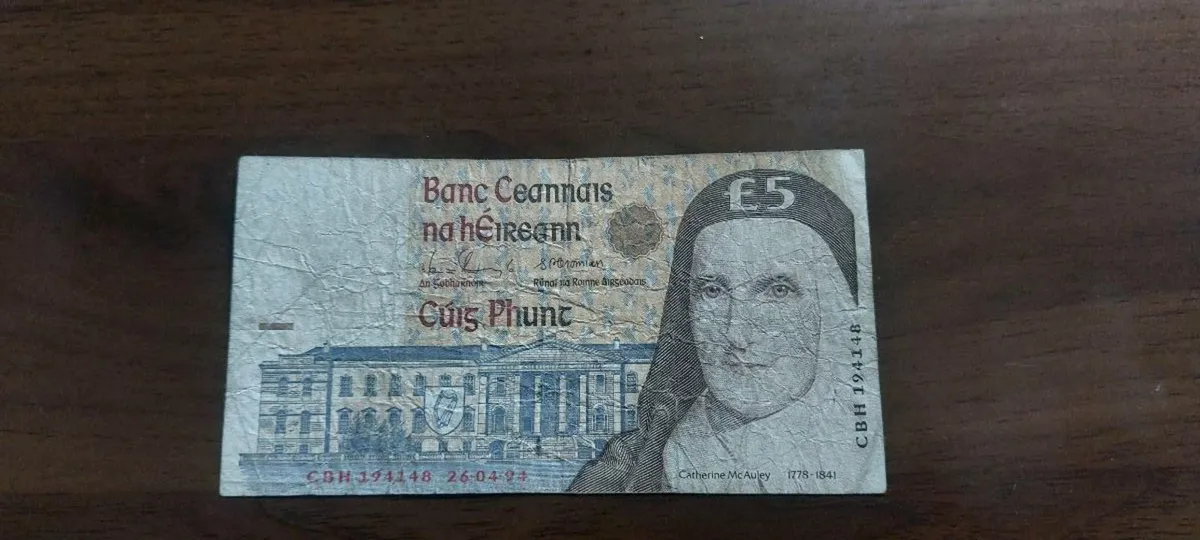 £5
Banc Ceannais
na hÉireann
An Gobharnóir Rúnaí na Roinne Airgeadais
Cúig Phunt
CBH 194148
CBH 194148 26·04·94
Catherine McAuley 1778-1841